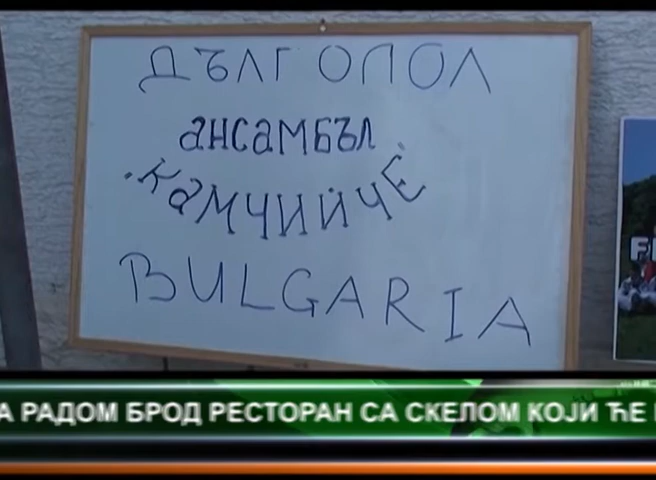 ДЪЛГОПОЛ
ансамбъл
"Камчийче"
BULGARIA
А РАДОМ БРОД РЕСТОРАН СА СКЕЛОМ КОЈИ ЋЕ